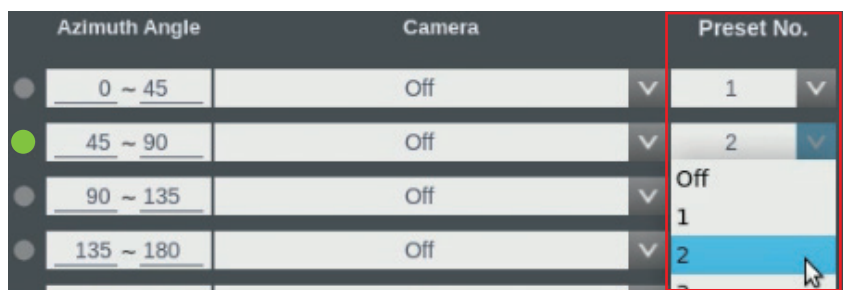 Azimuth Angle Camera Preset No.
0 ~ 45 Off 1
45 ~ 90 Off 2
90 ~ 135 Off Off
1
135 ~ 180 Off 2